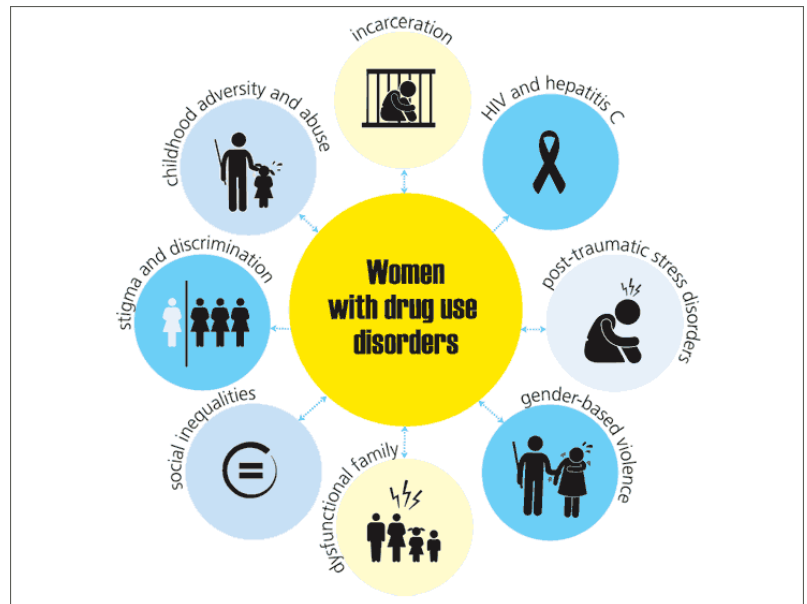 incarceration
HIV and hepatitis C
post-traumatic stress disorders
gender-based violence
dysfunctional family
social inequalities
stigma and discrimination
childhood adversity and abuse
Women
with drug use
disorders